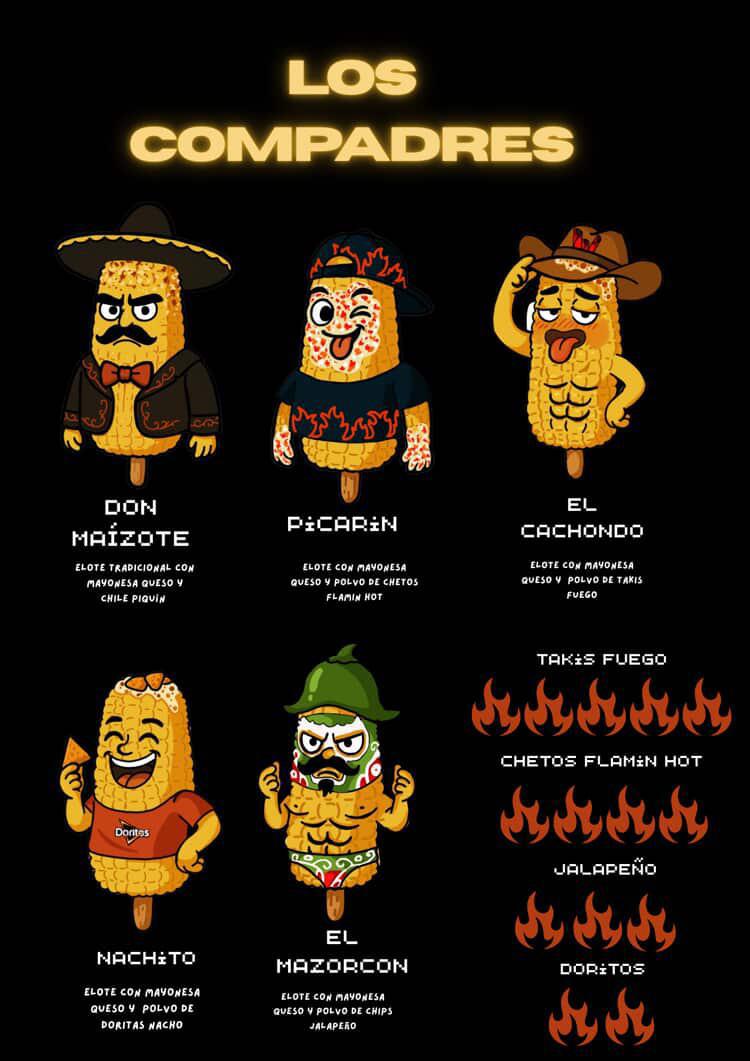 LOS
COMPADRES
DON
MAÍZOTE
ELOTE TRADICIONAL CON
MAYONESA QUESO Y
CHILE PIQUIN
PiCARiN
ELOTE CON MAYONESA
QUESO Y POLVO DE CHETOS
FLAMIN HOT
EL
CACHONDO
ELOTE CON MAYONESA
QUESO Y POLVO DE TAKIS
FUEGO
Doritos
NACHiTO
ELOTE CON MAYONESA
QUESO Y POLVO DE
DORITAS NACHO
EL
MAZORCON
ELOTE CON MAYONESA
QUESO Y POLVO DE CHIPS
JALAPEÑO
TAKiS FUEGO
CHETOS FLAMiN HOT
JALAPEÑO
DORiTOS